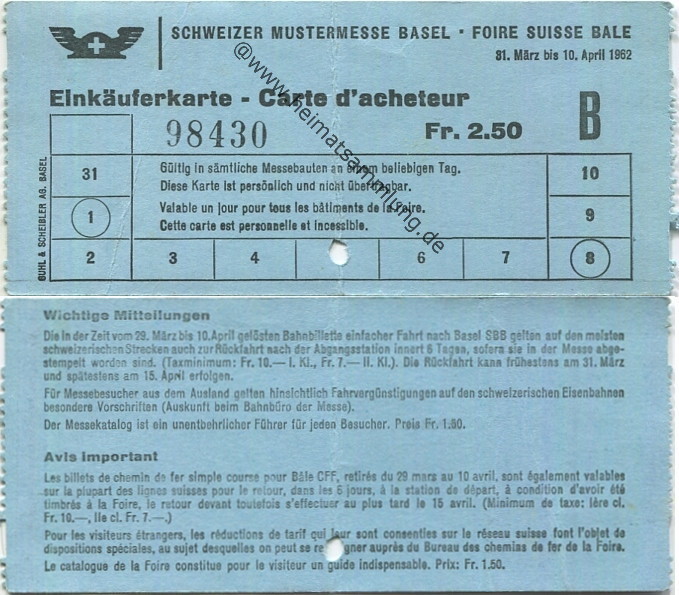 SCHWEIZER MUSTERMESSE BASEL · FOIRE SUISSE BALE
31. März bis 10. April 1962
Einkäuferkarte - Carte d'acheteur
98430
Fr. 2.50
B
31
Gültig in sämtliche Messebauten an einem beliebigen Tag.
Diese Karte ist persönlich und nicht übertragbar.
10
1
Valable un jour pour tous les bâtiments de la Foire.
Cette carte est personnelle et incessible.
9
2
3
4
6
7
8
GUHL & SCHEIBLER AG. BASEL
@www.heimatsammlung.de
Wichtige Mitteilungen
Die in der Zeit vom 29. März bis 10. April gelösten Bahnbillette einfacher Fahrt nach Basel SBB gelten auf den meisten
schweizerischen Strecken auch zur Rückfahrt nach der Abgangsstation innert 6 Tagen, sofern sie in der Messe abge-
stempelt worden sind. (Taxminimum: Fr. 10.— I. Kl., Fr. 7.— II. Kl.). Die Rückfahrt kann frühestens am 31. März
und spätestens am 15. April erfolgen.
Für Messebesucher aus dem Ausland gelten hinsichtlich Fahrvergünstigungen auf den schweizerischen Eisenbahnen
besondere Vorschriften (Auskunft beim Bahnbüro der Messe).
Der Messekatalog ist ein unentbehrlicher Führer für jeden Besucher. Preis Fr. 1.50.
Avis important
Les billets de chemin de fer simple course pour Bâle CFF, retirés du 29 mars au 10 avril, sont également valables
sur la plupart des lignes suisses pour le retour, dans les 6 jours, à la station de départ, à condition d'avoir été
timbrés à la Foire, le retour devant toutefois s'effectuer au plus tard le 15 avril. (Minimum de taxe: Ière cl.
Fr. 10.—, IIe cl. Fr. 7.—.)
Pour les visiteurs étrangers, les réductions de tarif qui leur sont consenties sur le réseau suisse font l'objet de
dispositions spéciales, au sujet desquelles on peut se renseigner auprès du Bureau des chemins de fer de la Foire.
Le catalogue de la Foire constitue pour le visiteur un guide indispensable. Prix: Fr. 1.50.